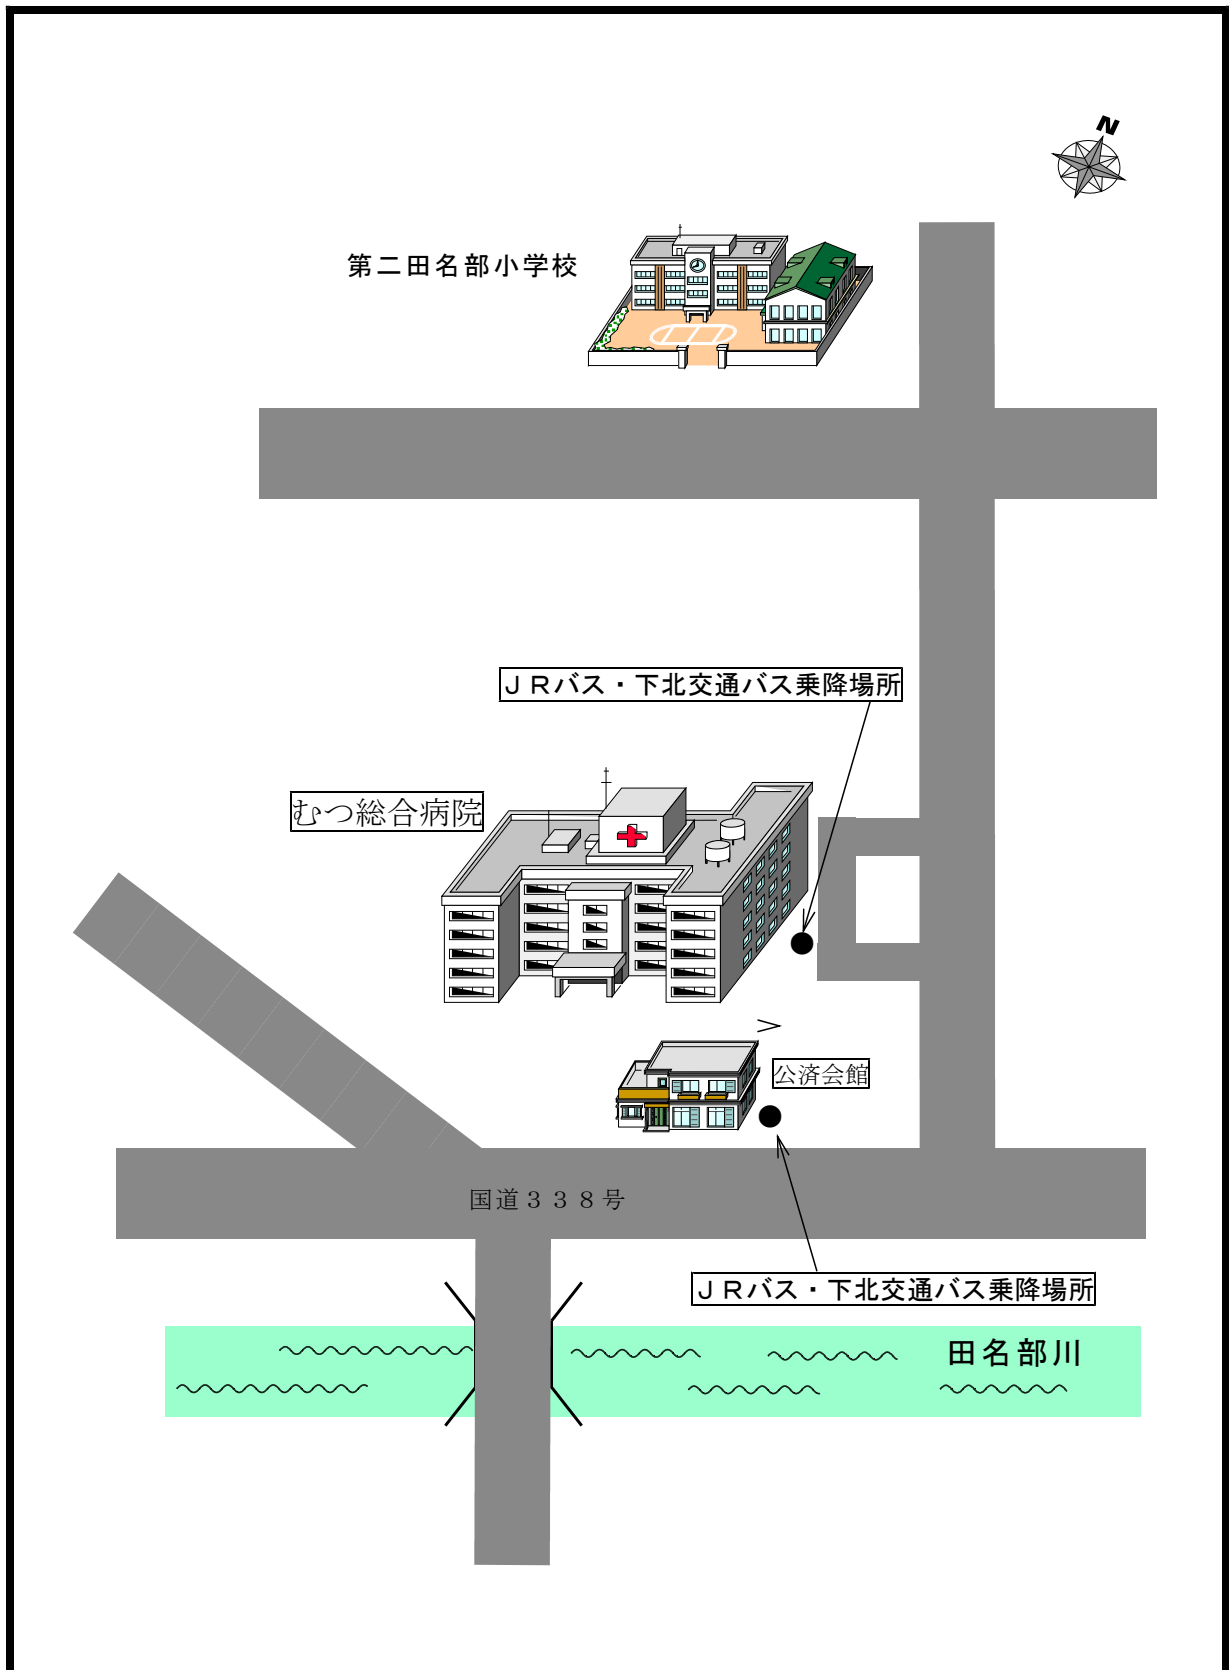 N
第二田名部小学校
ＪＲバス・下北交通バス乗降場所
むつ総合病院
公済会館
国道３３８号
ＪＲバス・下北交通バス乗降場所
田名部川